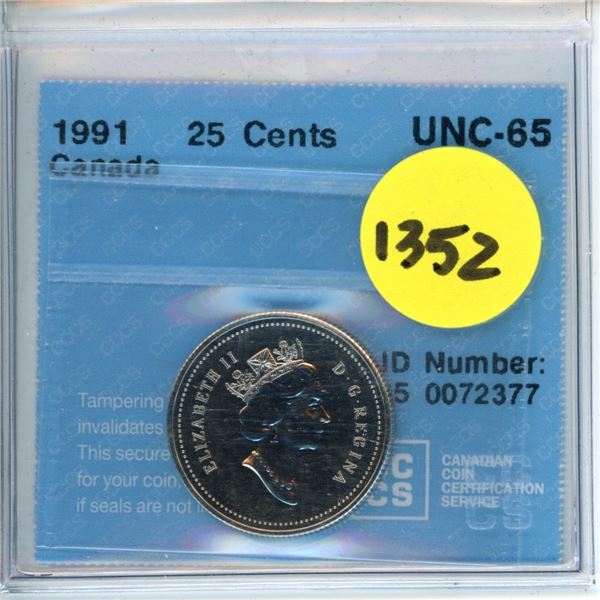 1991 25 Cents UNC-65
Canada
1352
ELIZABETH II D·G·REGINA
ID Number:
5 0072377
Tampering
invalidates
This secure
for your coin.
if seals are not
CCCS
CANADIAN
COIN
CERTIFICATION
SERVICE